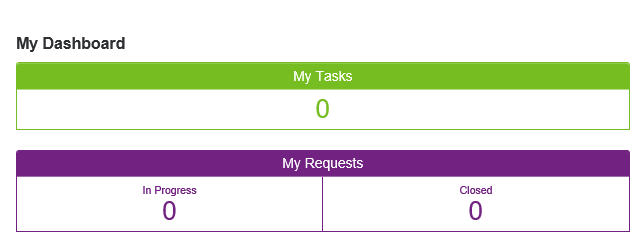 My Dashboard
My Tasks
0
My Requests
In Progress
0
Closed
0